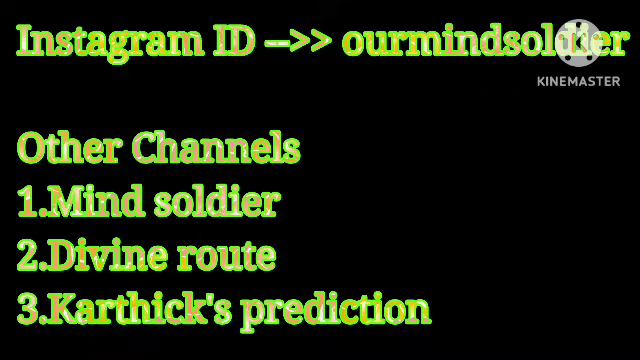 Instagram ID -->> ourmindsoldier
KINEMASTER
Other Channels
1.Mind soldier
2.Divine route
3.Karthick's prediction